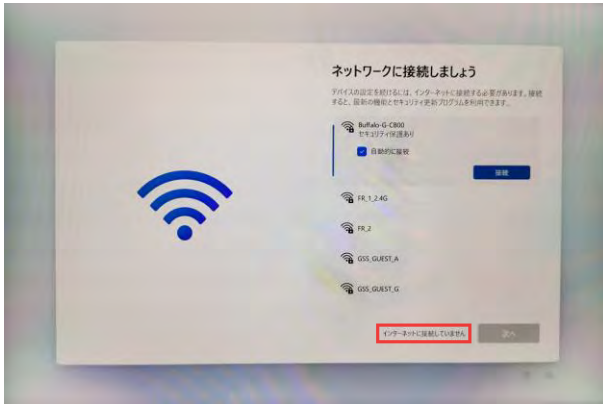 ネットワークに接続しましょう
デバイスの設定を続けるには、インターネットに接続する必要があります。接続
すると、最新の機能とセキュリティ更新プログラムを利用できます。
Buffalo-G-C800
セキュリティ保護あり
自動的に接続
接続
FR_1_2.4G
FR_2
GSS_GUEST_A
GSS_GUEST_G
インターネットに接続していません
次へ